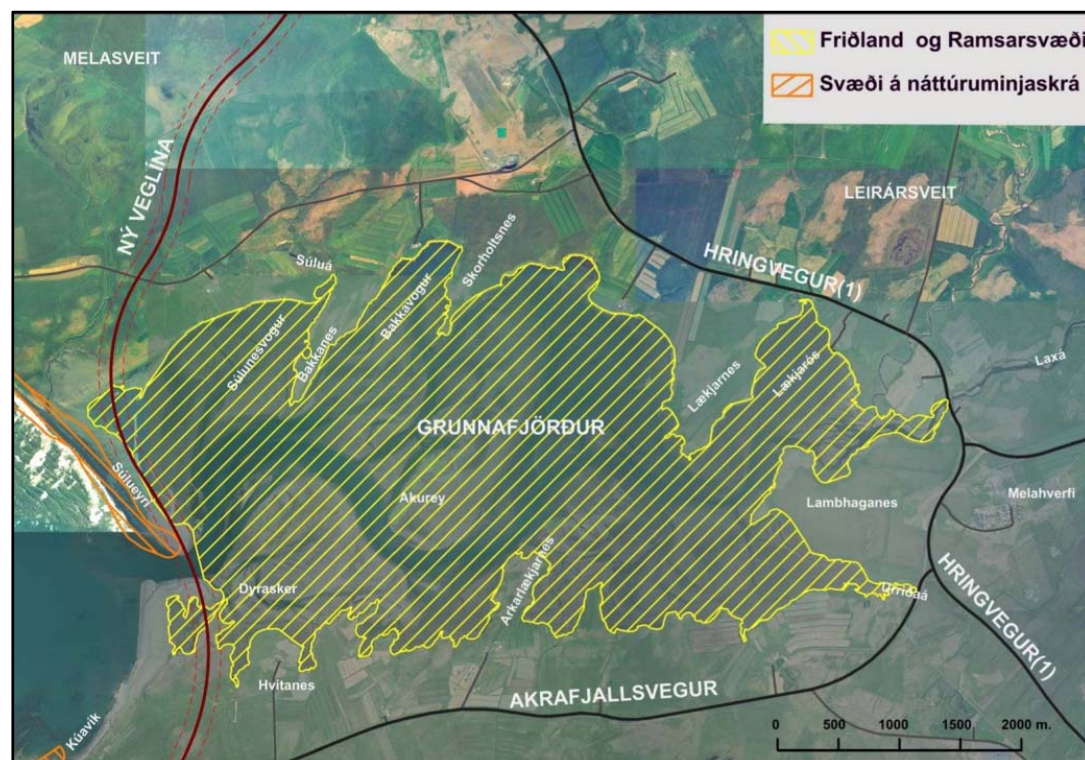 Friðland og Ramsarsvæði
Svæði á náttúruminjaskrá
MELASVEIT
NÝ VEGLÍNA
LEIRÁRSVEIT
Súluá
Skorholtsnes
HRINGVEGUR(1)
Bakkavogur
Súlunesvogur
Bakkanes
Laxá
Lækjarnes
Lækjarós
GRUNNAFJÖRÐUR
Súlueyri
Akurey
Lambhaganes
Melahverfi
Arkarlækjarnes
Dyrasker
Urriðaá
HRINGVEGUR(1)
Hvítanes
AKRAFJALLSVEGUR
Kúavík
0 500 1000 1500 2000 m.